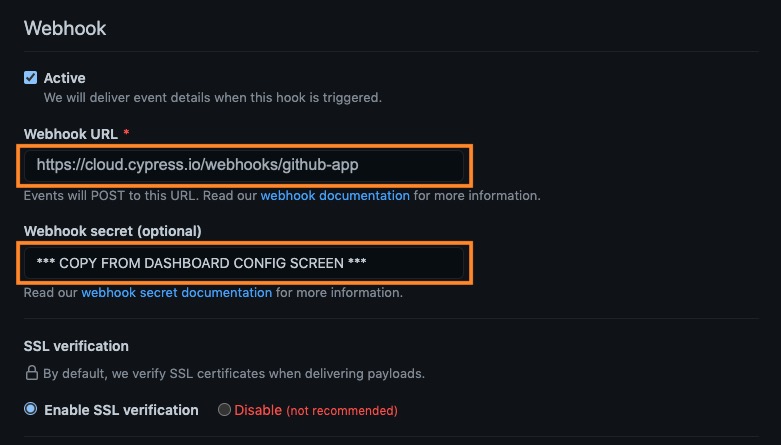 Webhook
Active
We will deliver event details when this hook is triggered.
Webhook URL *
https://cloud.cypress.io/webhooks/github-app
Events will POST to this URL. Read our webhook documentation for more information.
Webhook secret (optional)
*** COPY FROM DASHBOARD CONFIG SCREEN ***
Read our webhook secret documentation for more information.
SSL verification
By default, we verify SSL certificates when delivering payloads.
Enable SSL verification Disable (not recommended)